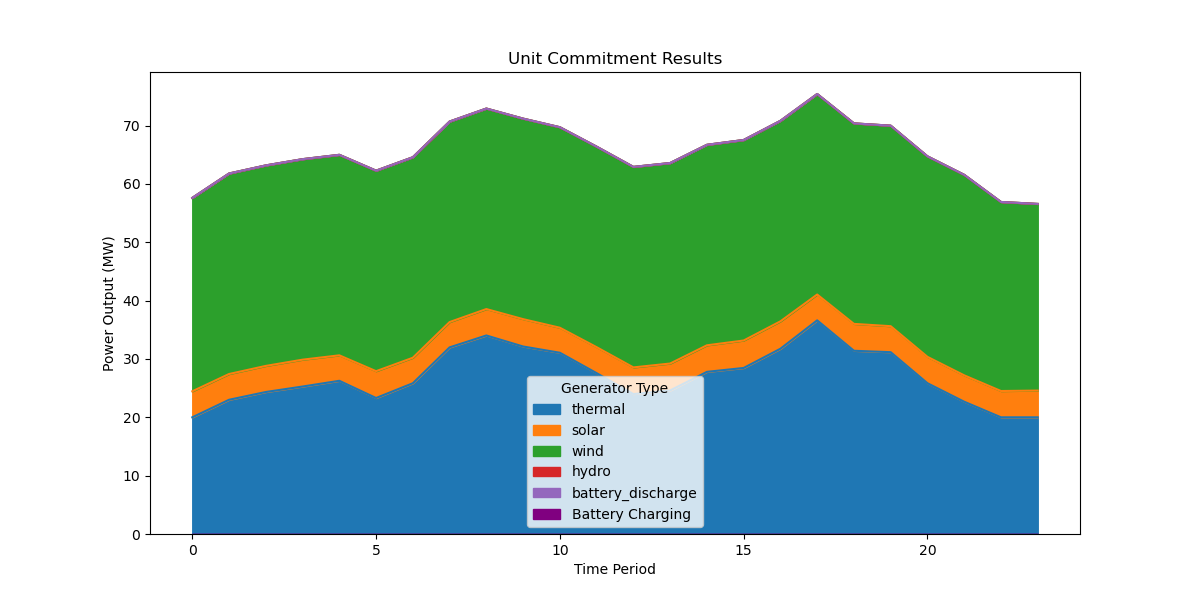 Unit Commitment Results
Power Output (MW)
70
60
50
40
30
20
10
0
Generator Type
thermal
solar
wind
hydro
battery_discharge
Battery Charging
0 5 10 15 20
Time Period